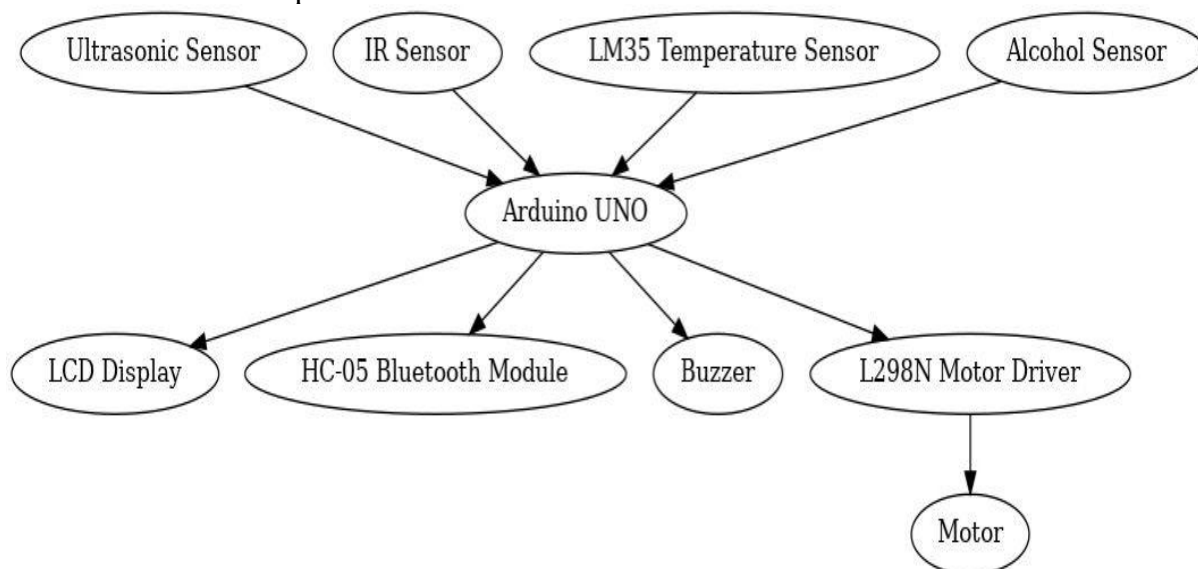 Ultrasonic Sensor
IR Sensor
LM35 Temperature Sensor
Alcohol Sensor
Arduino UNO
LCD Display
HC-05 Bluetooth Module
Buzzer
L298N Motor Driver
Motor